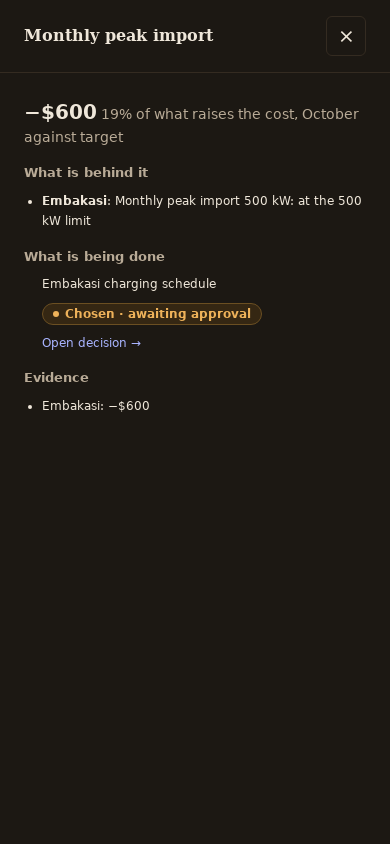 Monthly peak import
−$600 19% of what raises the cost, October
against target
What is behind it
• Embakasi: Monthly peak import 500 kW: at the 500
kW limit
What is being done
Embakasi charging schedule
Chosen · awaiting approval
Open decision →
Evidence
• Embakasi: −$600